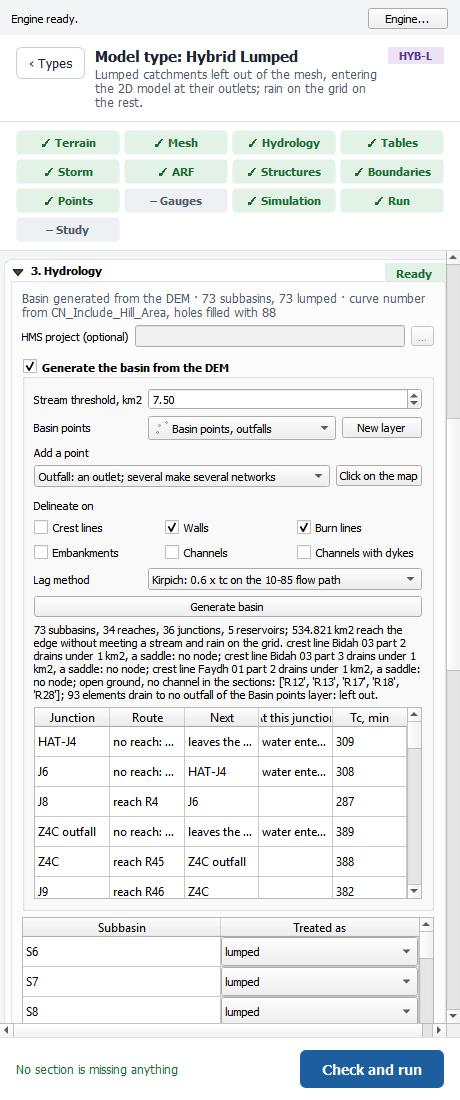 Engine ready.
Engine...
‹ Types
Model type: Hybrid Lumped
HYB-L
Lumped catchments left out of the mesh, entering
the 2D model at their outlets; rain on the grid on
the rest.
✓ Terrain
✓ Mesh
✓ Hydrology
✓ Tables
✓ Storm
✓ ARF
✓ Structures
✓ Boundaries
✓ Points
– Gauges
✓ Simulation
✓ Run
– Study
3. Hydrology
Ready
Basin generated from the DEM · 73 subbasins, 73 lumped · curve number
from CN_Include_Hill_Area, holes filled with 88
HMS project (optional)
...
Generate the basin from the DEM
Stream threshold, km2
7.50
Basin points
Basin points, outfalls
New layer
Add a point
Outfall: an outlet; several make several networks
Click on the map
Delineate on
Crest lines
Walls
Burn lines
Embankments
Channels
Channels with dykes
Lag method
Kirpich: 0.6 x tc on the 10-85 flow path
Generate basin
73 subbasins, 34 reaches, 36 junctions, 5 reservoirs; 534.821 km2 reach the
edge without meeting a stream and rain on the grid. crest line Bidah 03 part 2
drains under 1 km2, a saddle: no node; crest line Bidah 03 part 3 drains under 1
km2, a saddle: no node; crest line Faydh 01 part 2 drains under 1 km2, a saddle:
no node; open ground, no channel in the sections: ['R12', 'R13', 'R17', 'R18',
'R28']; 93 elements drain to no outfall of the Basin points layer: left out.
Junction
Route
Next
t this junction
Tc, min
HAT-J4
no reach: ...
leaves the ...
water ente...
309
J6
no reach: ...
HAT-J4
308
J8
reach R4
J6
287
Z4C outfall
no reach: ...
leaves the ...
water ente...
389
Z4C
reach R45
Z4C outfall
388
J9
reach R46
Z4C
382
Subbasin
Treated as
S6
lumped
S7
lumped
S8
lumped
No section is missing anything
Check and run